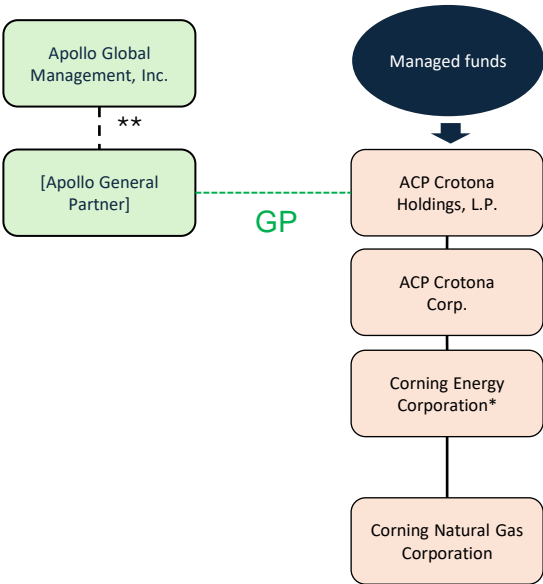 Apollo Global
Management, Inc.
Managed funds
**
[Apollo General
Partner]
GP
ACP Crotona
Holdings, L.P.
ACP Crotona
Corp.
Corning Energy
Corporation*
Corning Natural Gas
Corporation